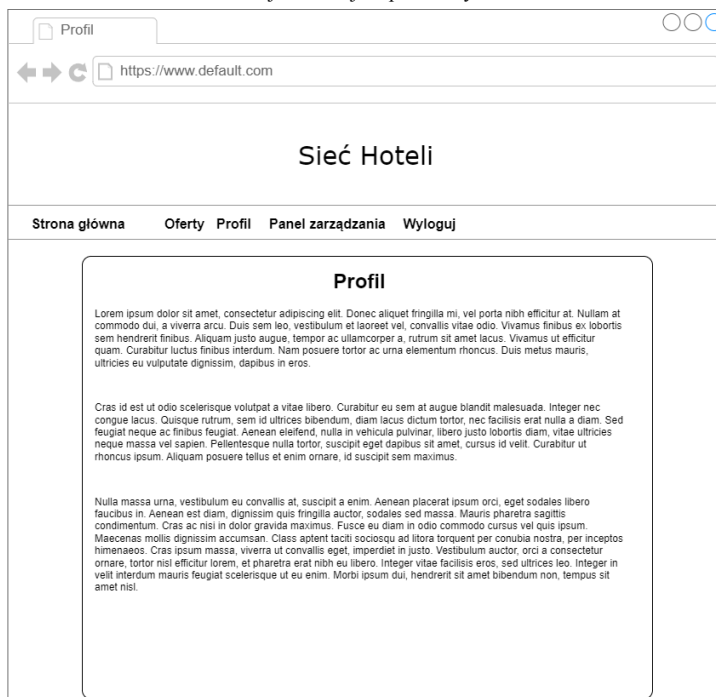 Profil
https://www.default.com
Sieć Hoteli
Strona główna Oferty Profil Panel zarządzania Wyloguj
Profil
Lorem ipsum dolor sit amet, consectetur adipiscing elit. Donec aliquet fringilla mi, vel porta nibh efficitur at. Nullam at
commodo dui, a viverra arcu. Duis sem leo, vestibulum et laoreet vel, convallis vitae odio. Vivamus finibus ex lobortis
sem hendrerit finibus. Aliquam justo augue, tempor ac ullamcorper a, rutrum sit amet lacus. Vivamus ut efficitur
quam. Curabitur luctus finibus interdum. Nam posuere tortor ac urna elementum rhoncus. Duis metus mauris,
ultricies eu vulputate dignissim, dapibus in eros.
Cras id est ut odio scelerisque volutpat a vitae libero. Curabitur eu sem at augue blandit malesuada. Integer nec
congue lacus. Quisque rutrum, sem id ultrices bibendum, diam lacus dictum tortor, nec facilisis erat nulla a diam. Sed
feugiat neque ac finibus feugiat. Aenean eleifend, nulla in vehicula pulvinar, libero justo lobortis diam, vitae ultricies
neque massa vel sapien. Pellentesque nulla tortor, suscipit eget dapibus sit amet, cursus id velit. Curabitur ut
rhoncus ipsum. Aliquam posuere tellus et enim ornare, id suscipit sem maximus.
Nulla massa urna, vestibulum eu convallis at, suscipit a enim. Aenean placerat ipsum orci, eget sodales libero
faucibus in. Aenean est diam, dignissim quis fringilla auctor, sodales sed massa. Mauris pharetra sagittis
condimentum. Cras ac nisi in dolor gravida maximus. Fusce eu diam in odio commodo cursus vel quis ipsum.
Maecenas mollis dignissim accumsan. Class aptent taciti sociosqu ad litora torquent per conubia nostra, per inceptos
himenaeos. Cras ipsum massa, viverra ut convallis eget, imperdiet in justo. Vestibulum auctor, orci a consectetur
ornare, tortor nisl efficitur lorem, et pharetra erat nibh eu libero. Integer vitae facilisis eros, sed ultrices leo. Integer in
velit interdum mauris feugiat scelerisque ut eu enim. Morbi ipsum dui, hendrerit sit amet bibendum non, tempus sit
amet nisl.